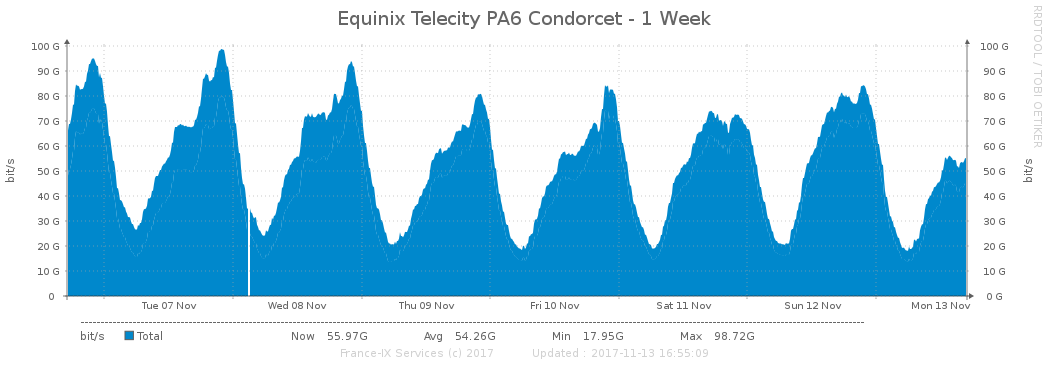 Equinix Telecity PA6 Condorcet - 1 Week
RRDTOOL / TOBI OETIKER
bit/s
100 G
90 G
80 G
70 G
60 G
50 G
40 G
30 G
20 G
10 G
0
100 G
90 G
80 G
70 G
60 G
50 G
40 G
30 G
20 G
10 G
0 G
bit/s
Tue 07 Nov Wed 08 Nov Thu 09 Nov Fri 10 Nov Sat 11 Nov Sun 12 Nov Mon 13 Nov
bit/s Total Now 55.97G Avg 54.26G Min 17.95G Max 98.72G
France-IX Services (c) 2017 Updated : 2017-11-13 16:55:09